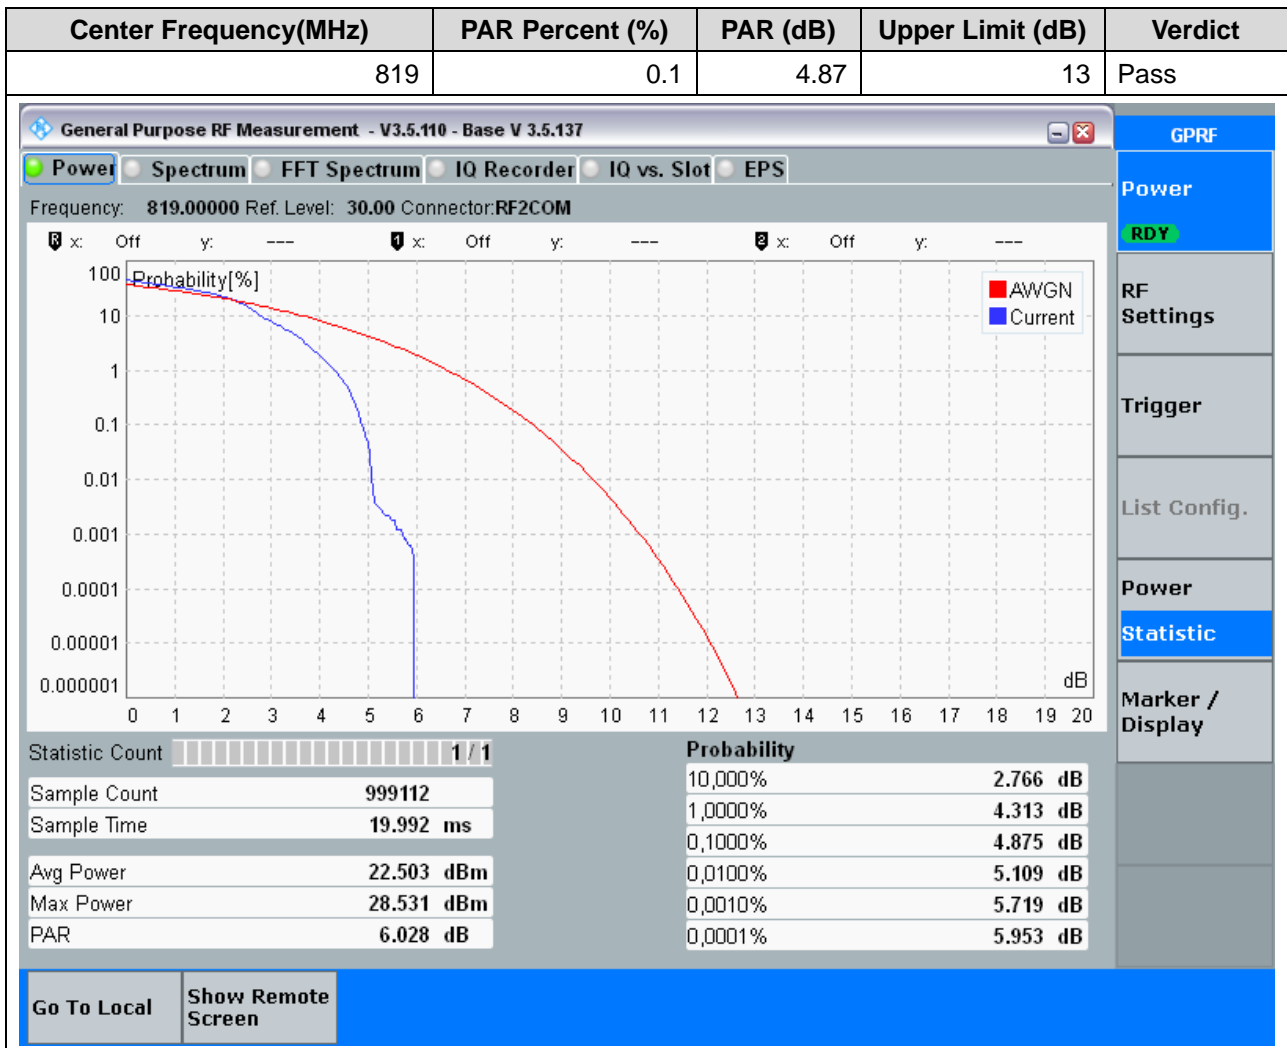 Center Frequency(MHz) PAR Percent (%) PAR (dB) Upper Limit (dB) Verdict
819 0.1 4.87 13 Pass
General Purpose RF Measurement - V3.5.110 - Base V 3.5.137
GPRF
Power Spectrum FFT Spectrum IQ Recorder IQ vs. Slot EPS
Frequency: 819.00000 Ref. Level: 30.00 Connector:RF2COM
R x: Off y: --- 1 x: Off y: --- 2 x: Off y: ---
Probability[%]
AWGN
Current
100
10
1
0.1
0.01
0.001
0.0001
0.00001
0.000001
dB
0 1 2 3 4 5 6 7 8 9 10 11 12 13 14 15 16 17 18 19 20
Statistic Count 1 / 1
Sample Count 999112
Sample Time 19.992 ms
Avg Power 22.503 dBm
Max Power 28.531 dBm
PAR 6.028 dB
Probability
10,000% 2.766 dB
1,0000% 4.313 dB
0,1000% 4.875 dB
0,0100% 5.109 dB
0,0010% 5.719 dB
0,0001% 5.953 dB
Power
RDY
RF
Settings
Trigger
List Config.
Power
Statistic
Marker /
Display
Go To Local
Show Remote
Screen